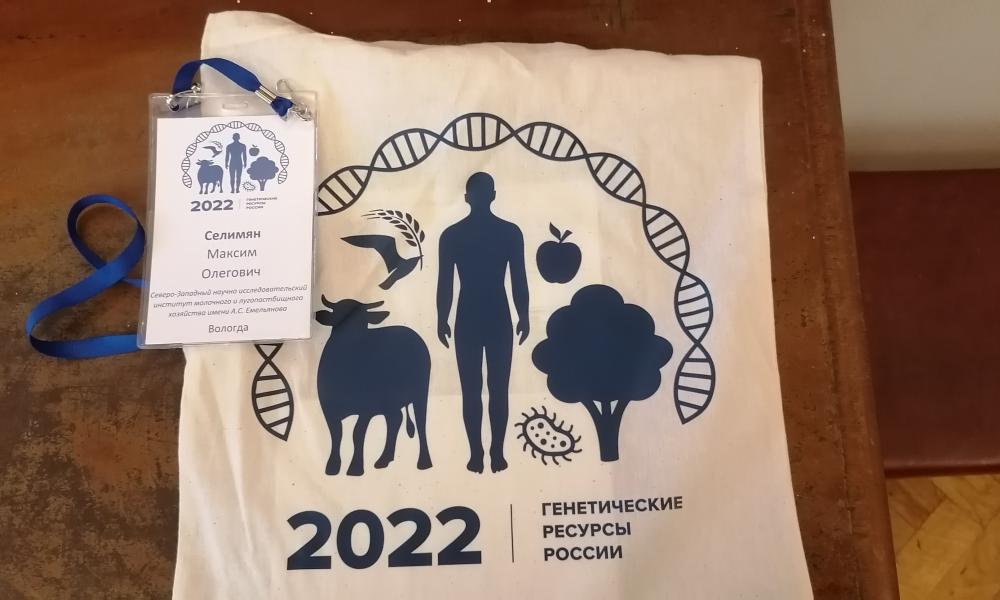 2022
ГЕНЕТИЧЕСКИЕ
РЕСУРСЫ
РОССИИ
Селимян
Максим
Олегович
Северо-Западный научно исследовательский
институт молочного и лугопастбищного
хозяйства имени А.С. Емельянова
Вологда
2022
ГЕНЕТИЧЕСКИЕ
РЕСУРСЫ
РОССИИ